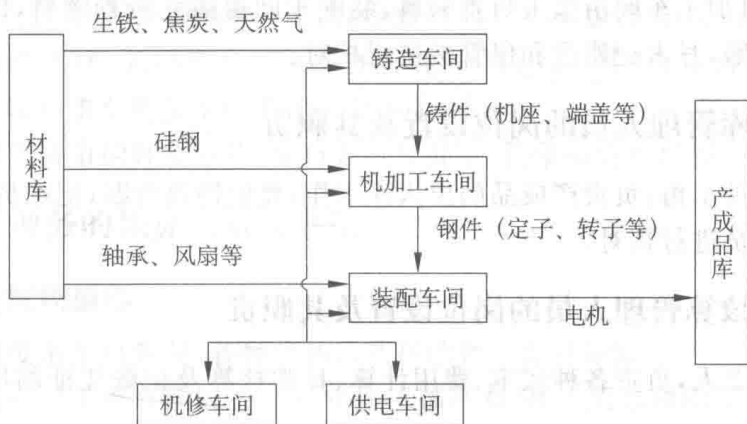 生铁、焦炭、天然气
铸造车间
铸件（机座、端盖等）
材料库
硅钢
机加工车间
产成品库
钢件（定子、转子等）
轴承、风扇等
装配车间
电机
机修车间
供电车间